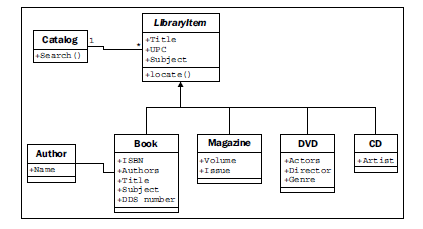 LibraryItem
+Title
+UPC
+Subject
+locate()
Catalog
+Search()
1
*
Author
+Name
Book
+ISBN
+Authors
+Title
+Subject
+DDS number
Magazine
+Volume
+Issue
DVD
+Actors
+Director
+Genre
CD
+Artist